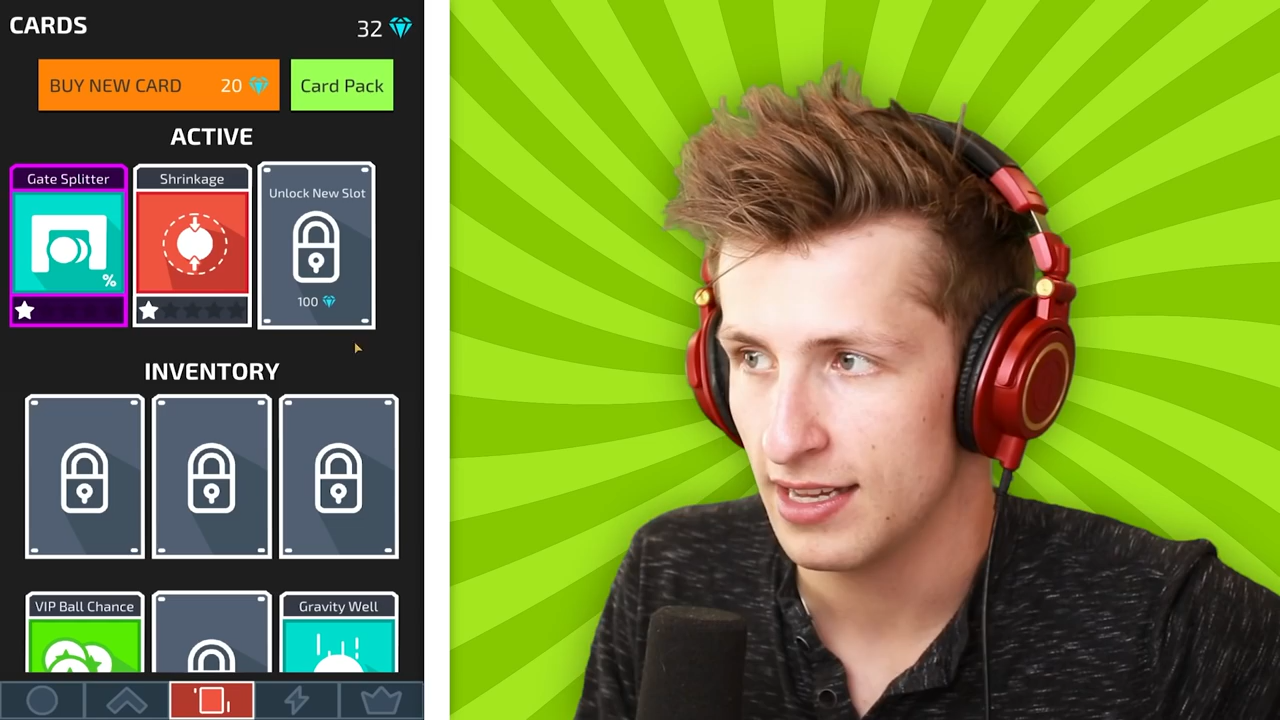 CARDS
32
BUY NEW CARD 20
Card Pack
ACTIVE
Gate Splitter
Shrinkage
Unlock New Slot
%
100
INVENTORY
VIP Ball Chance
Gravity Well